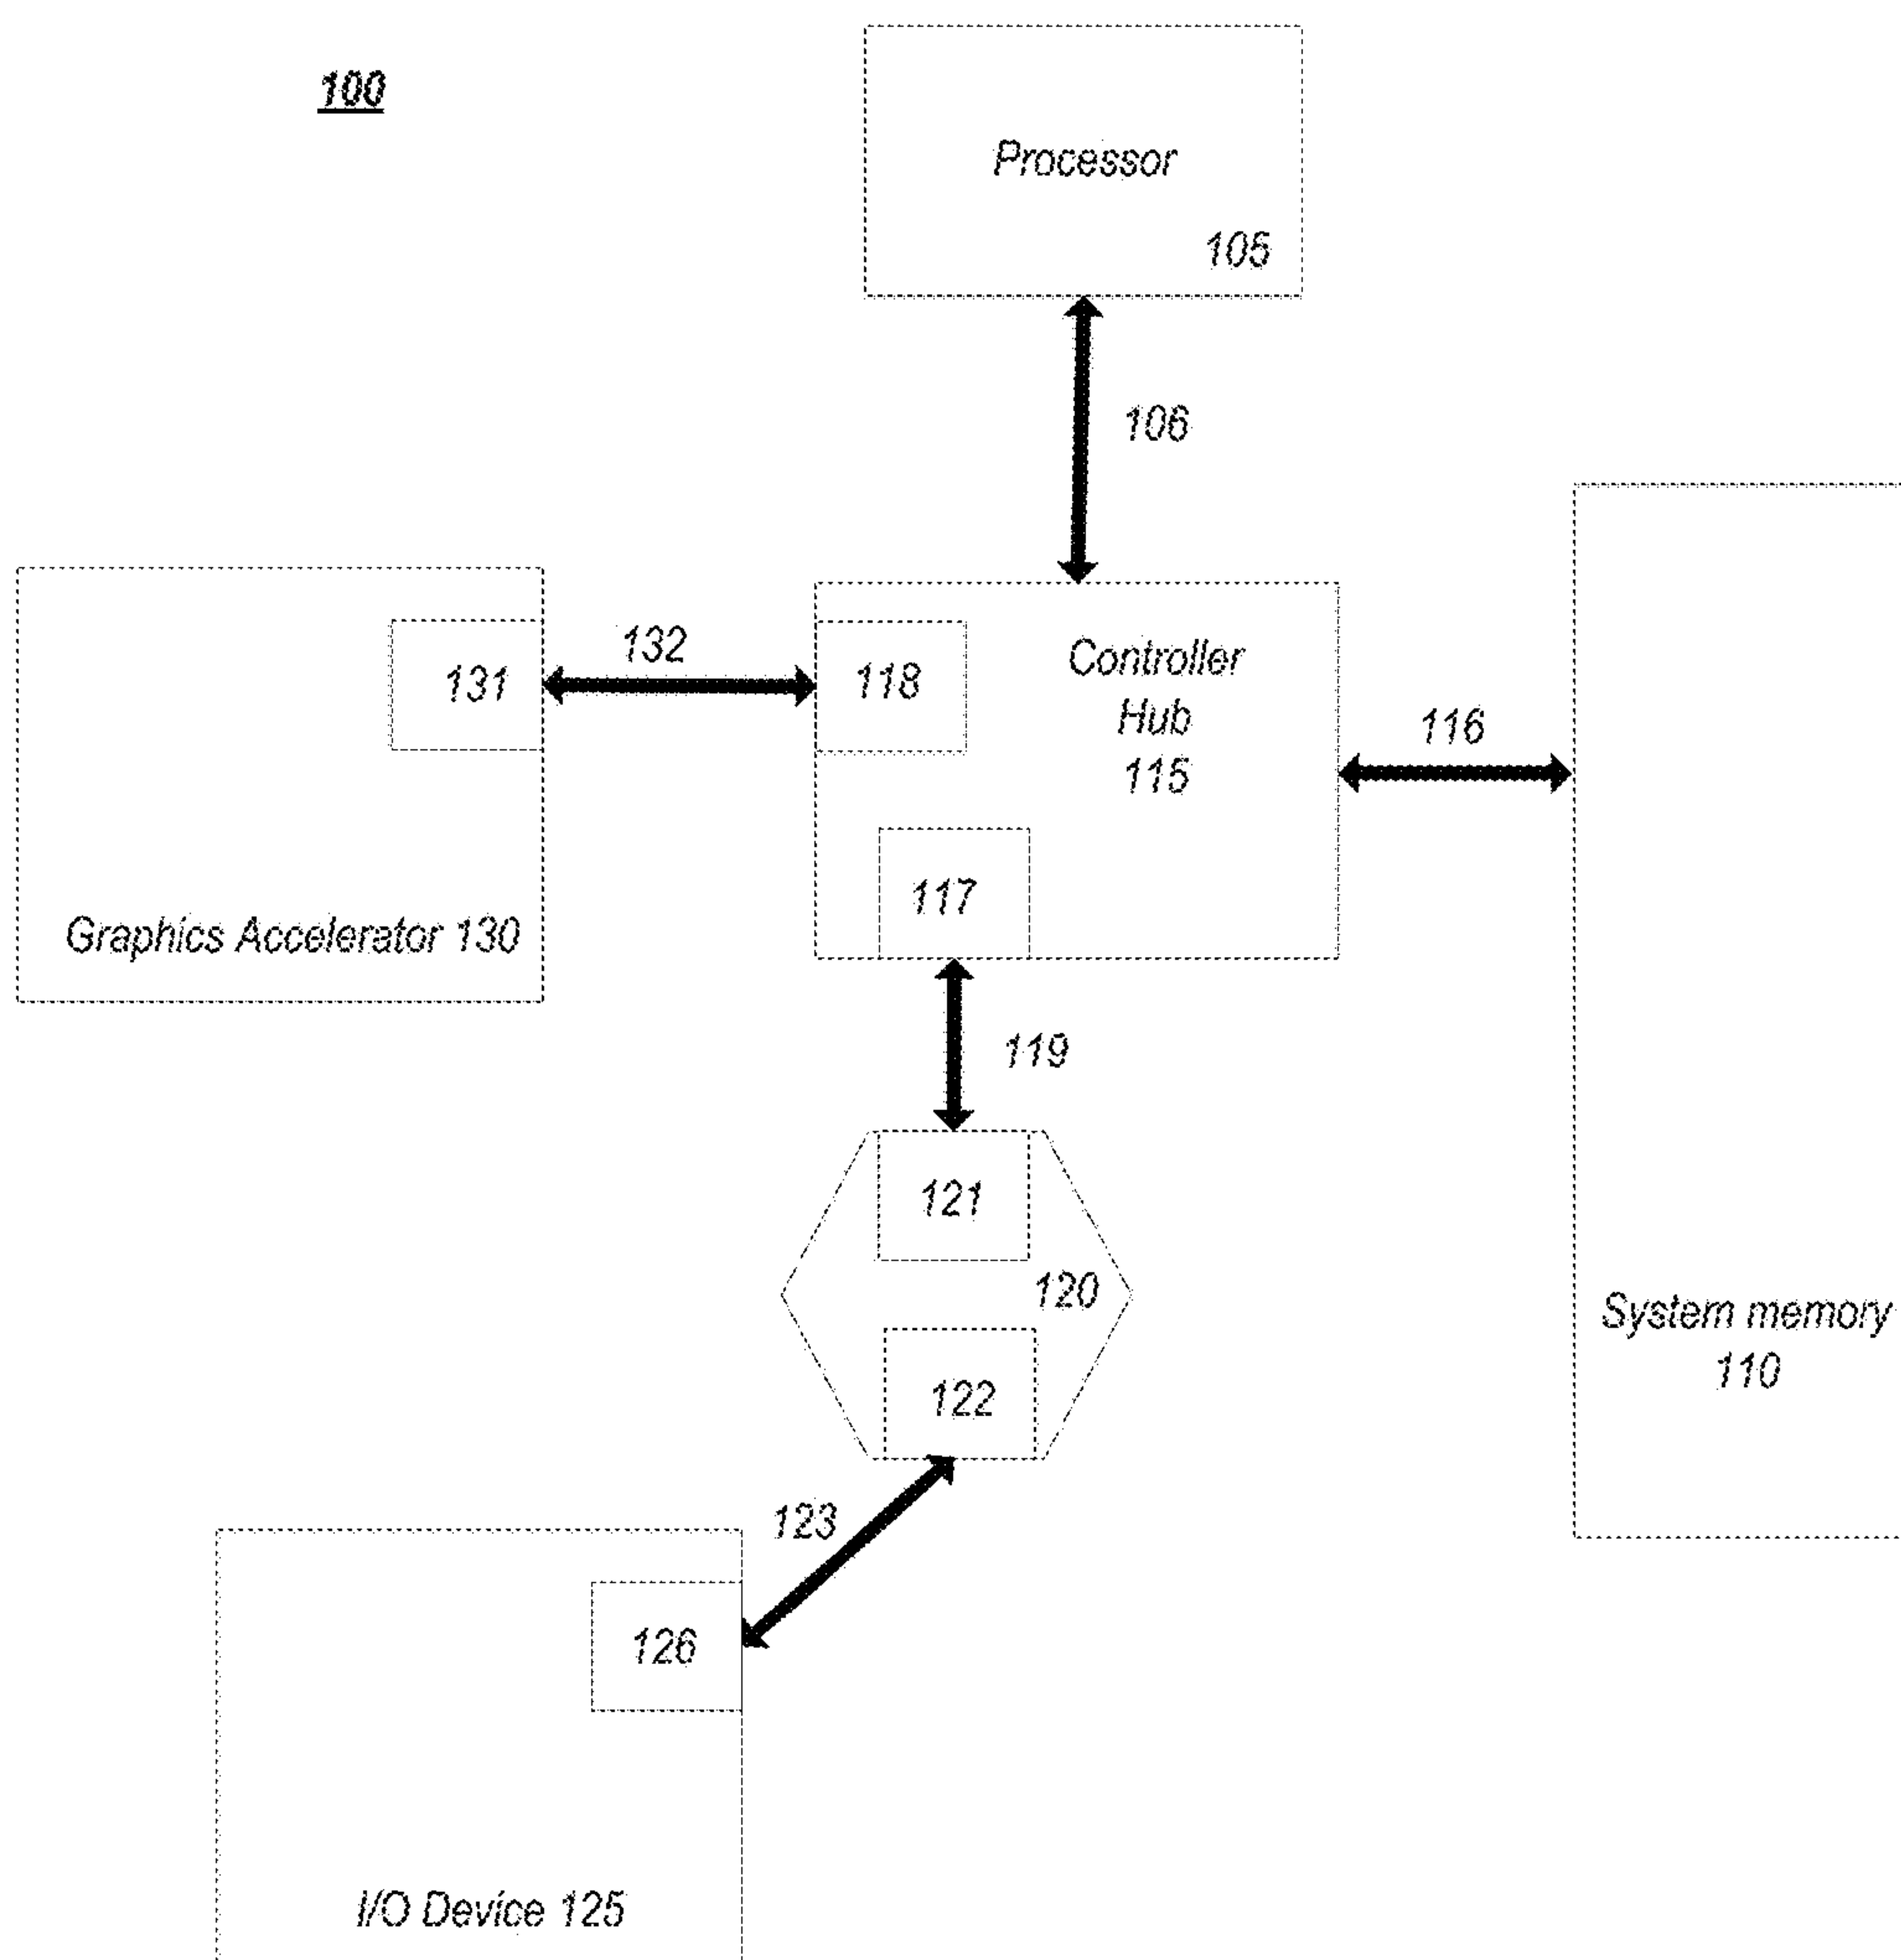 100
Processor
105
106
132
131
118
Controller
Hub
115
116
117
Graphics Accelerator 130
119
121
120
System memory
110
122
123
126
I/O Device 125